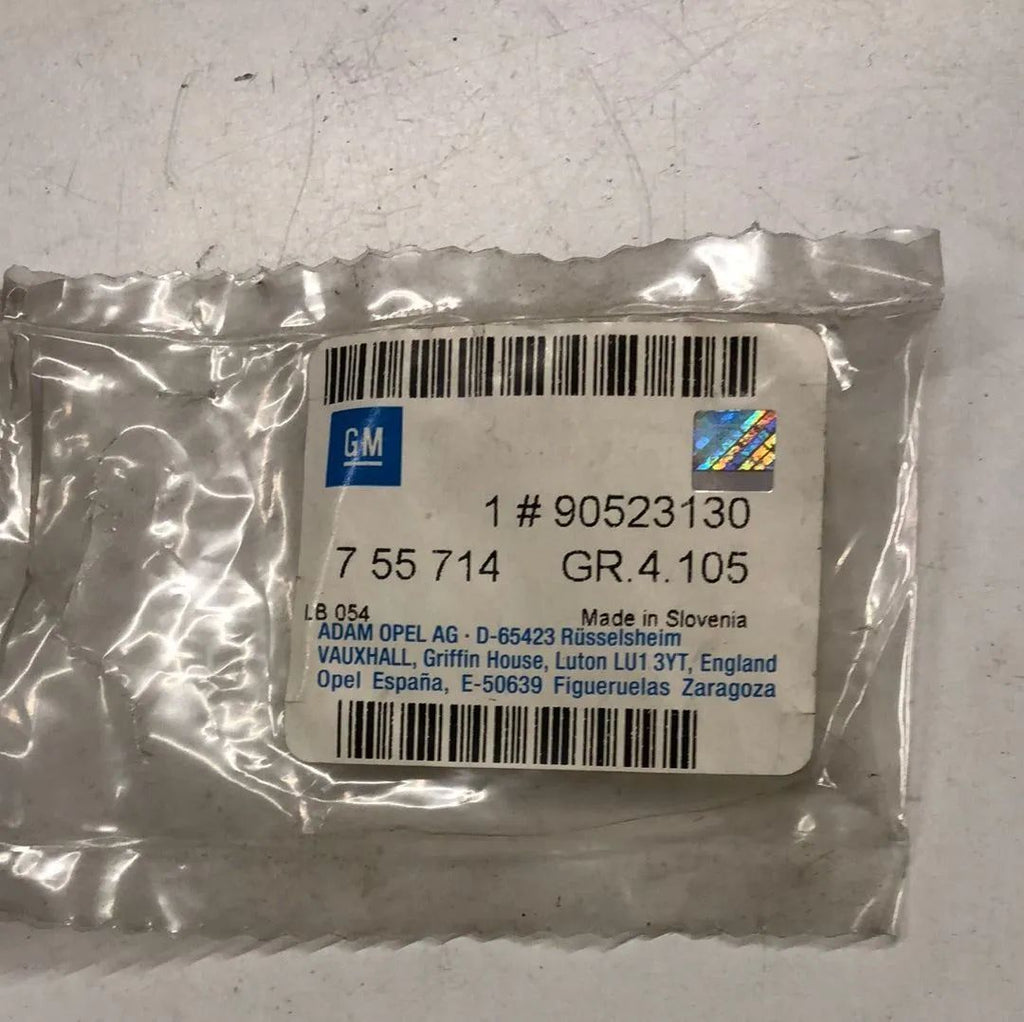 GM
1 # 90523130
7 55 714 GR.4.105
LB 054 Made in Slovenia
ADAM OPEL AG · D-65423 Rüsselsheim
VAUXHALL, Griffin House, Luton LU1 3YT, England
Opel España, E-50639 Figueruelas Zaragoza